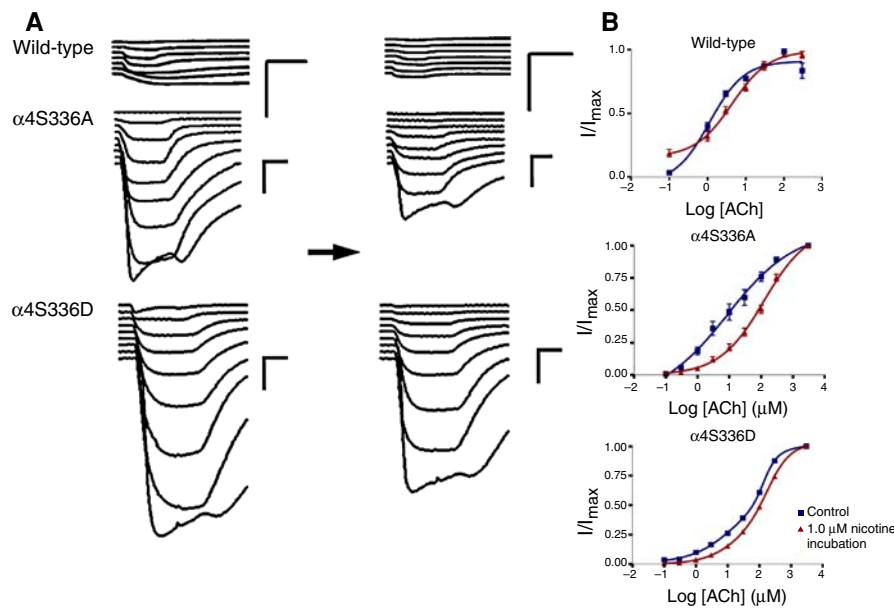 A
Wild-type
α4S336A
α4S336D
B
Wild-type
I/Imax
1.0
0.5
0.0
−2 −1 0 1 2 3
Log [ACh]
α4S336A
I/Imax
1.00
0.75
0.50
0.25
0.00
−2 −1 0 1 2 3 4
Log [ACh] (μM)
α4S336D
I/Imax
1.00
0.75
0.50
0.25
0.00
−2 −1 0 1 2 3 4
Log [ACh] (μM)
Control
1.0 μM nicotine
incubation